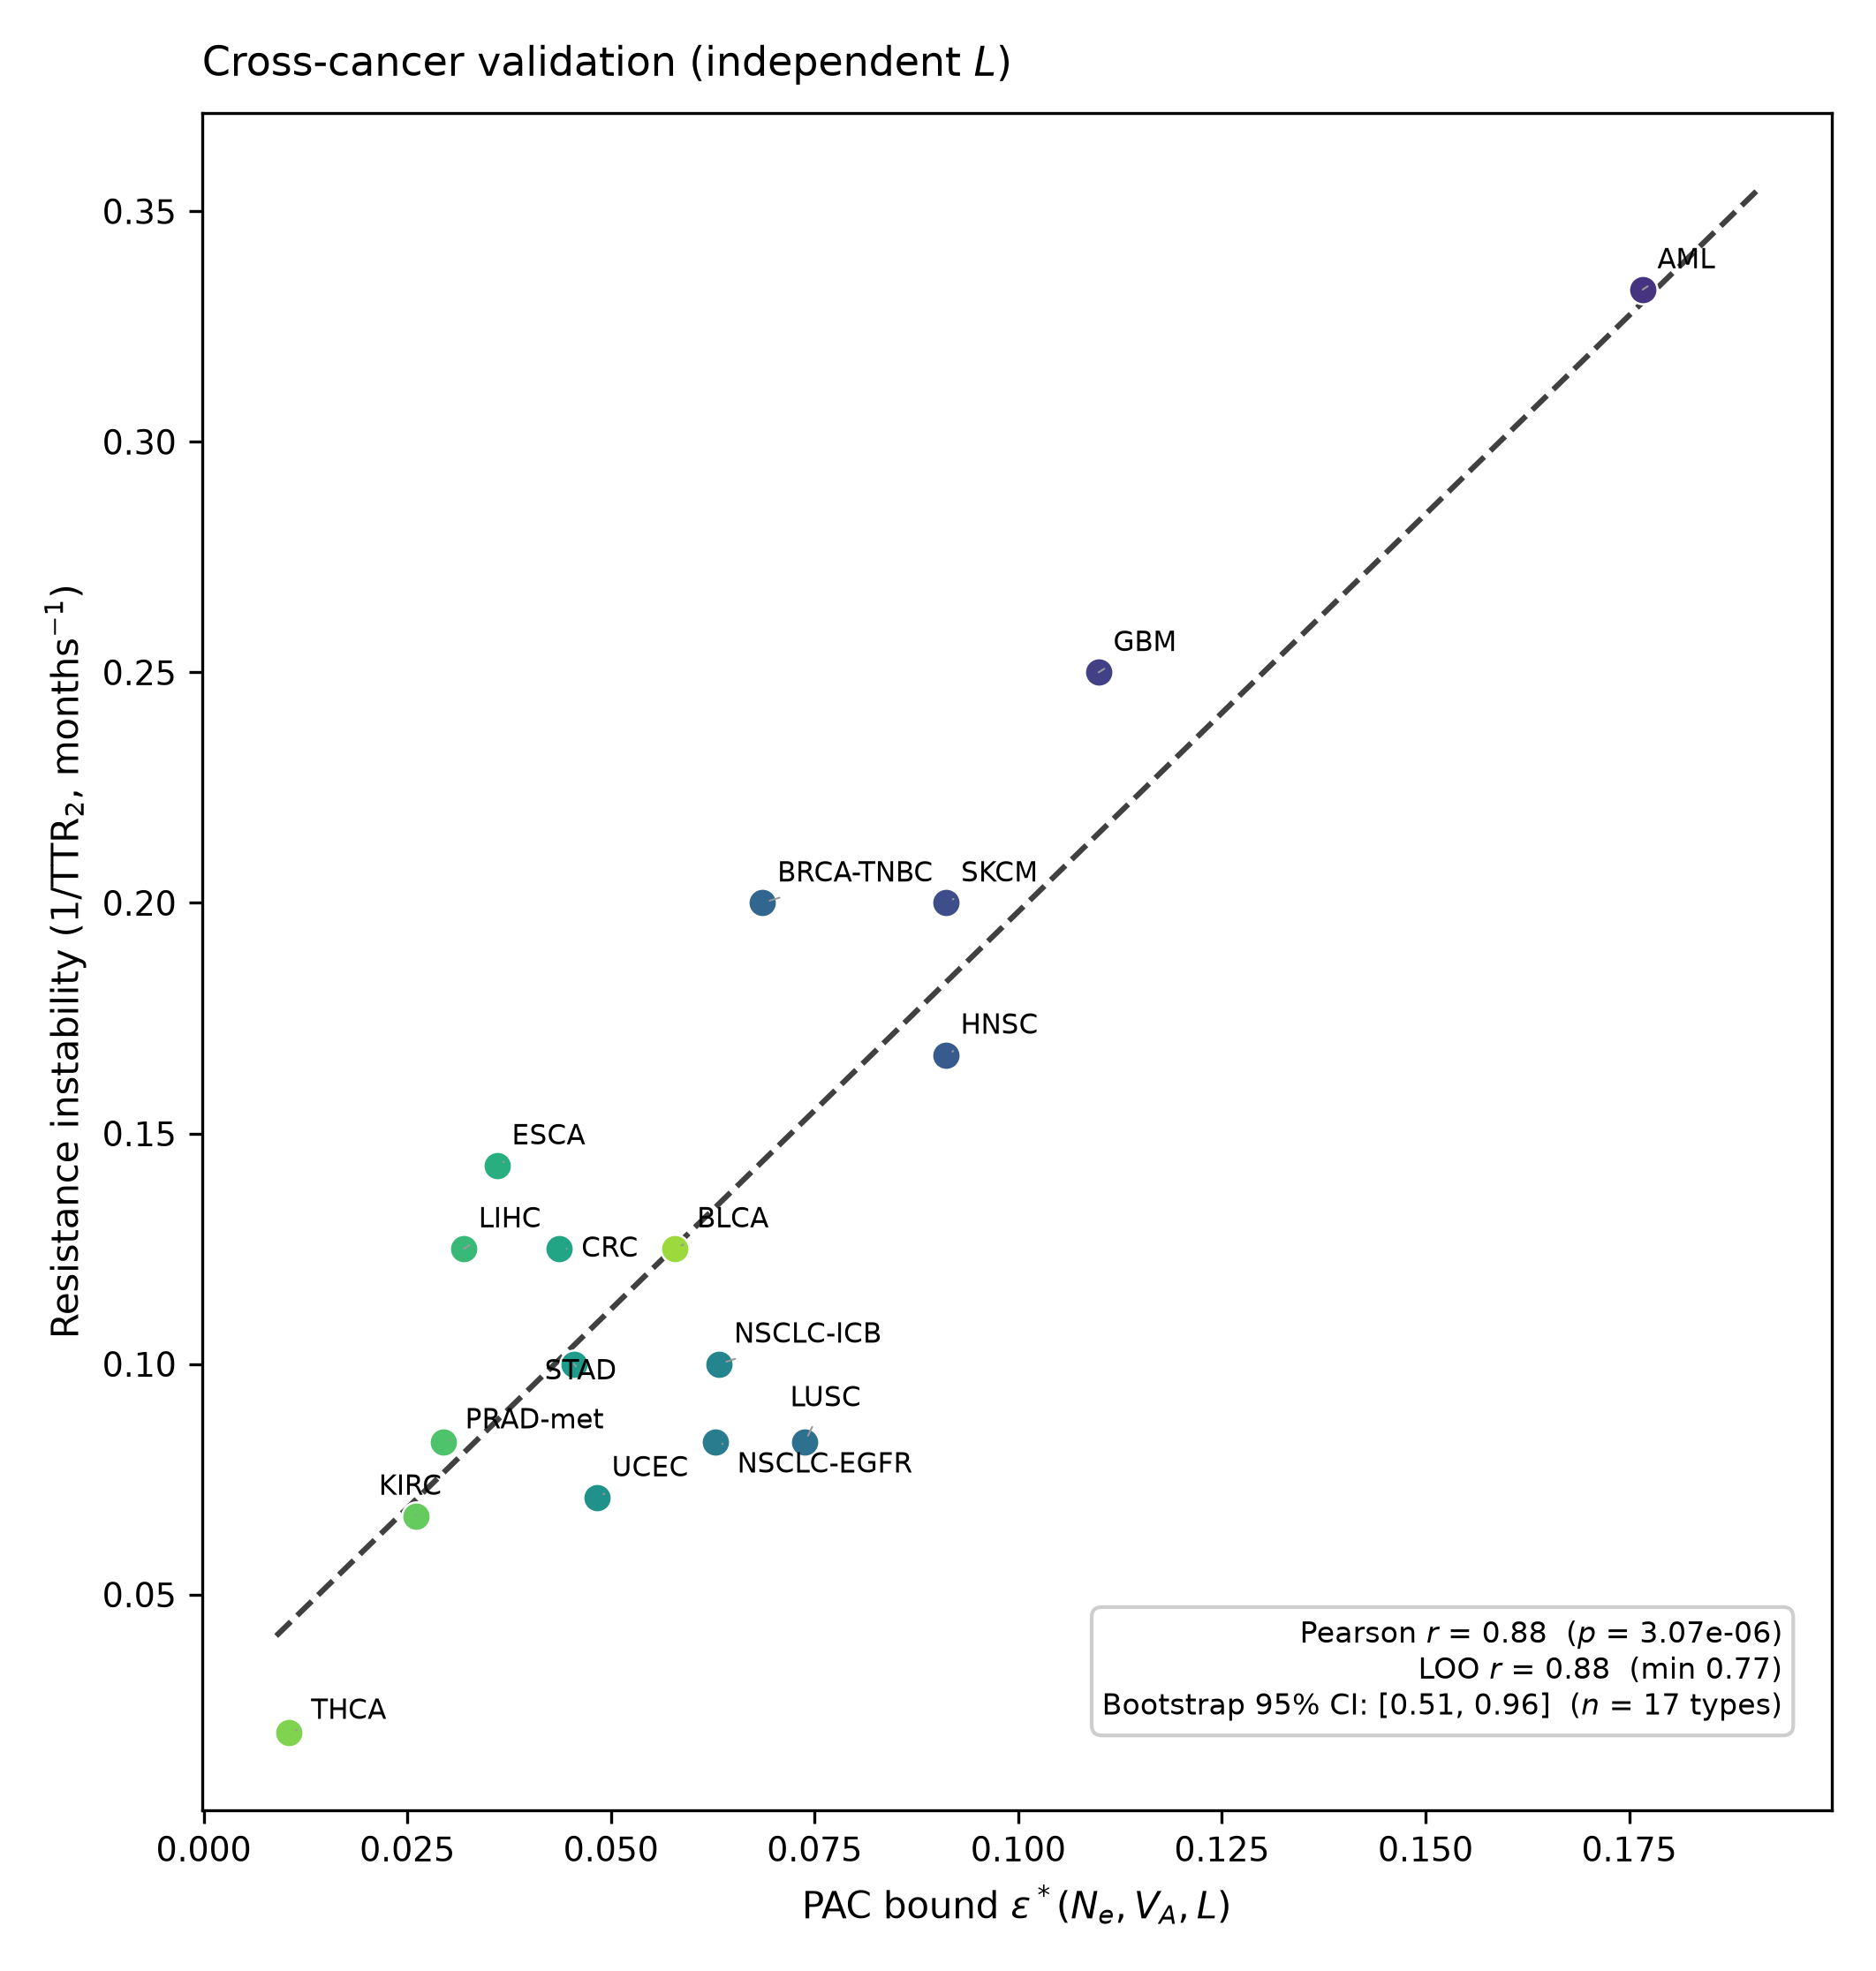 Cross-cancer validation (independent L)
Resistance instability (1/TTR₂, months⁻¹)
0.35
0.30
0.25
0.20
0.15
0.10
0.05
AML
GBM
BRCA-TNBC
SKCM
HNSC
ESCA
LIHC
CRC
BLCA
NSCLC-ICB
STAD
LUSC
PRAD-met
NSCLC-EGFR
UCEC
KIRC
THCA
Pearson r = 0.88 (p = 3.07e-06)
LOO r = 0.88 (min 0.77)
Bootstrap 95% CI: [0.51, 0.96] (n = 17 types)
0.000 0.025 0.050 0.075 0.100 0.125 0.150 0.175
PAC bound ε*(Nₑ, V_A, L)